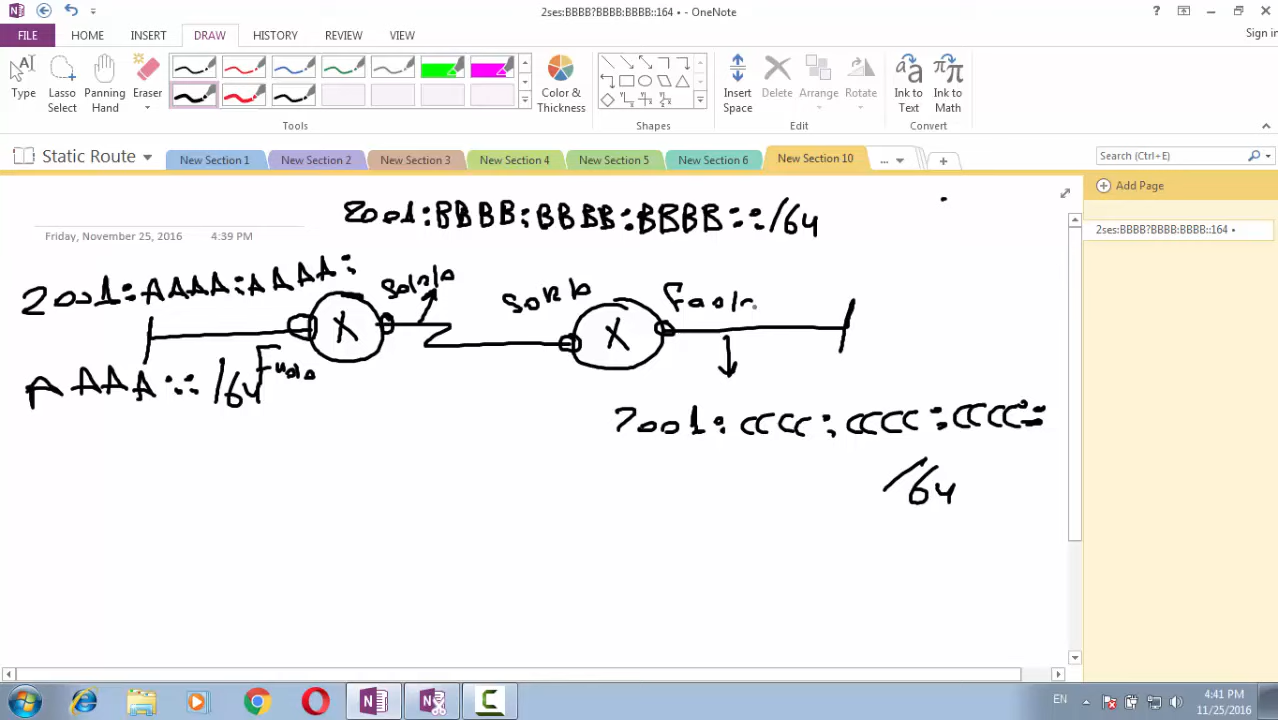 2ses:BBBB?BBBB:BBBB::164 • - OneNote
FILE HOME INSERT DRAW HISTORY REVIEW VIEW
Sign in
Type
Lasso Select
Panning Hand
Eraser
Color & Thickness
Insert Space
Delete
Arrange
Rotate
Ink to Text
Ink to Math
Tools
Shapes
Edit
Convert
Static Route
New Section 1
New Section 2
New Section 3
New Section 4
New Section 5
New Section 6
New Section 10
...
Search (Ctrl+E)
Add Page
2ses:BBBB?BBBB:BBBB::164 •
Friday, November 25, 2016 4:39 PM
2001:BBBB:BBBB:BBBB::/64
2001:AAAA:AAAA:
AAAA::/64
X
X
2001:CCCC:CCCC:CCCC::
/64
EN
4:41 PM
11/25/2016